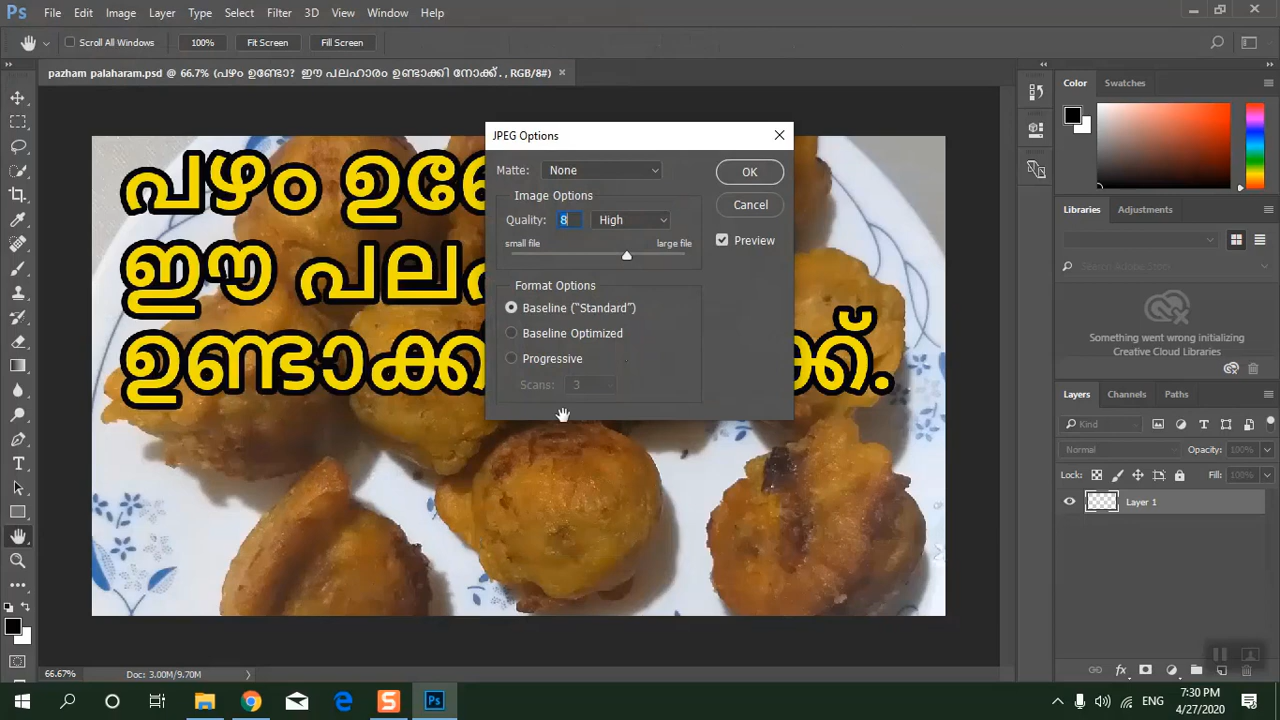 Ps File Edit Image Layer Type Select Filter 3D View Window Help
Scroll All Windows 100% Fit Screen Fill Screen
pazham palaharam.psd @ 66.7% (പഴം ഉണ്ടോ? ഈ പലഹാരം ഉണ്ടാക്കി നോക്ക്. , RGB/8#)
പഴം
ഈ
.
JPEG Options
Matte: None
OK
Image Options
Cancel
Quality: 8 High
small file large file
Preview
Format Options
Baseline ("Standard")
Baseline Optimized
Progressive
Scans: 3
Color Swatches
Libraries Adjustments
Search Adobe Stock
Something went wrong initializing
Creative Cloud Libraries
Layers Channels Paths
Kind
Normal Opacity: 100%
Lock: Fill: 100%
Layer 1
66.67% Doc: 3.00M/9.70M
ENG
7:30 PM
4/27/2020